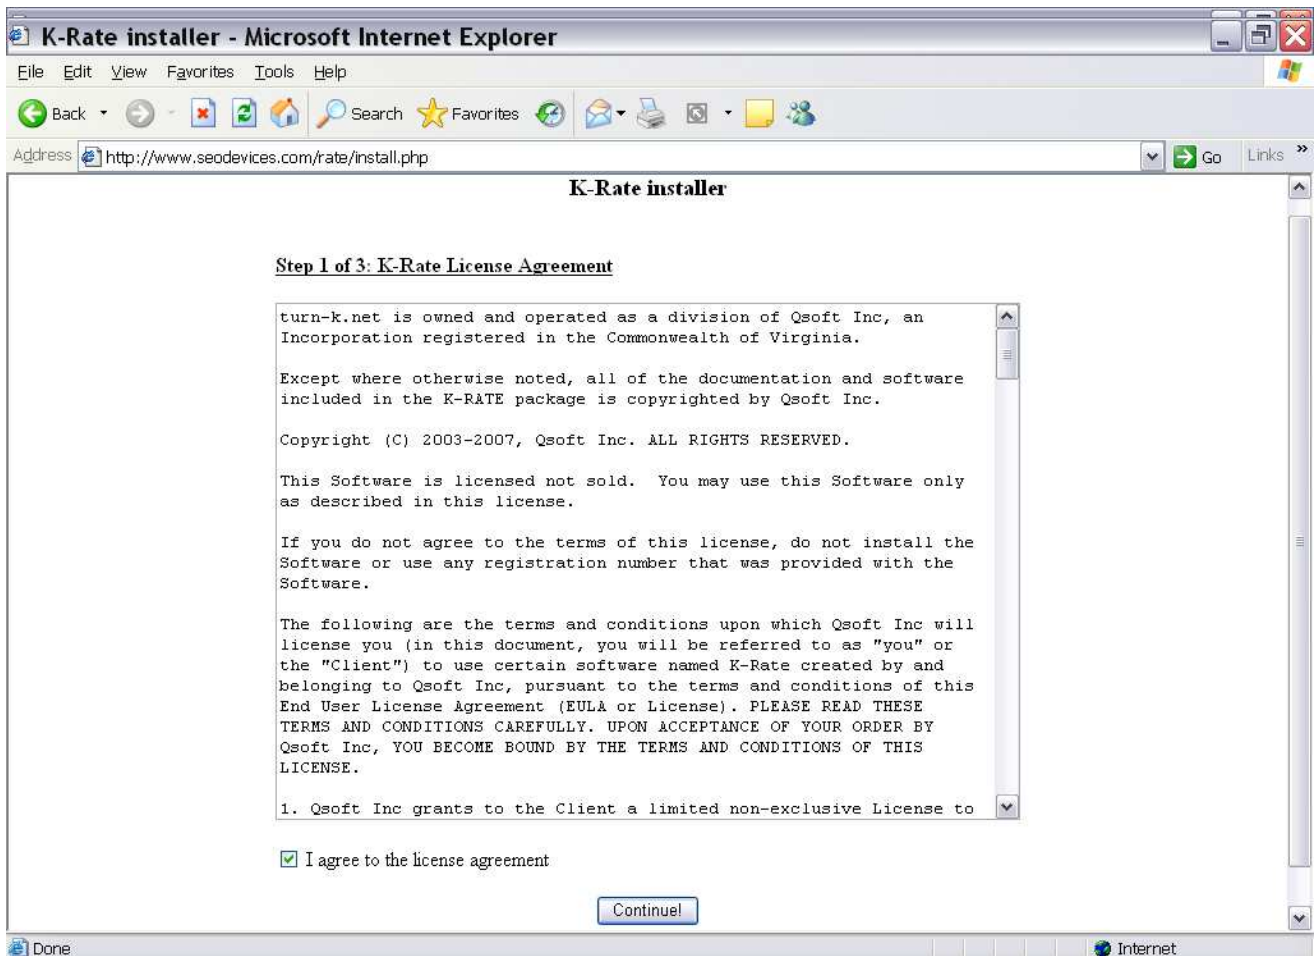 K-Rate installer - Microsoft Internet Explorer
File Edit View Favorites Tools Help
Back Search Favorites
Address http://www.seodevices.com/rate/install.php Go Links »
K-Rate installer
Step 1 of 3: K-Rate License Agreement
turn-k.net is owned and operated as a division of Qsoft Inc, an
Incorporation registered in the Commonwealth of Virginia.
Except where otherwise noted, all of the documentation and software
included in the K-RATE package is copyrighted by Qsoft Inc.
Copyright (C) 2003-2007, Qsoft Inc. ALL RIGHTS RESERVED.
This Software is licensed not sold.  You may use this Software only
as described in this license.
If you do not agree to the terms of this license, do not install the
Software or use any registration number that was provided with the
Software.
The following are the terms and conditions upon which Qsoft Inc will
license you (in this document, you will be referred to as "you" or
the "Client") to use certain software named K-Rate created by and
belonging to Qsoft Inc, pursuant to the terms and conditions of this
End User License Agreement (EULA or License). PLEASE READ THESE
TERMS AND CONDITIONS CAREFULLY. UPON ACCEPTANCE OF YOUR ORDER BY
Qsoft Inc, YOU BECOME BOUND BY THE TERMS AND CONDITIONS OF THIS
LICENSE.
1. Qsoft Inc grants to the Client a limited non-exclusive License to
I agree to the license agreement
Continue!
Done Internet